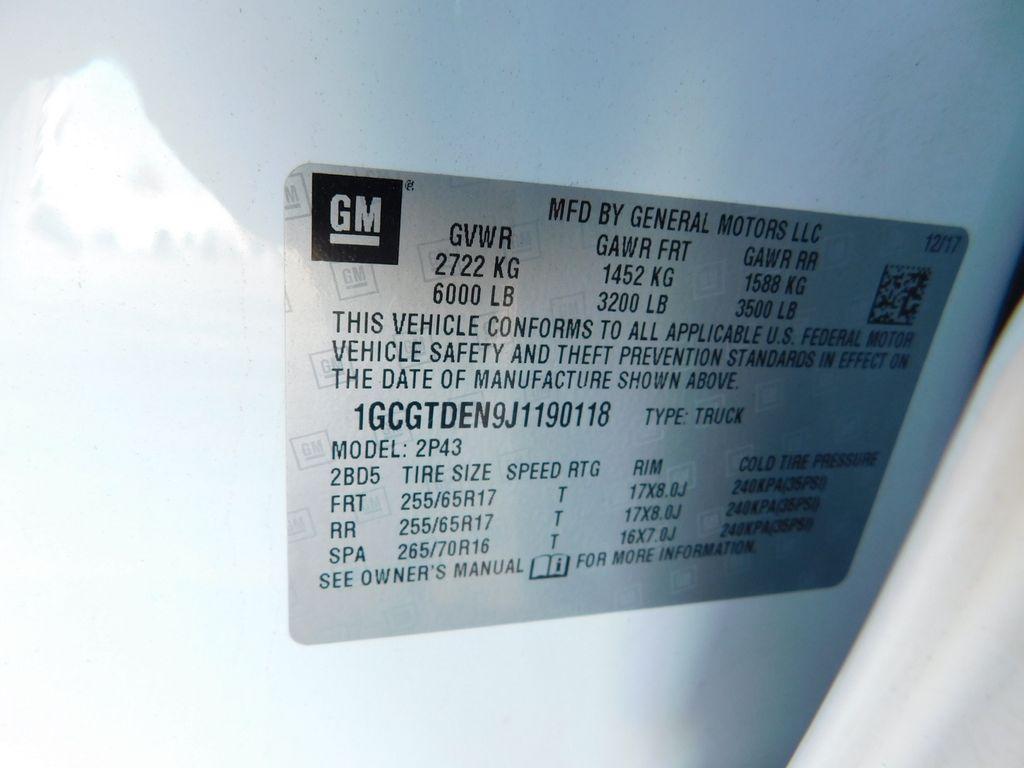 GM
MFD BY GENERAL MOTORS LLC 12/17
GVWR GAWR FRT GAWR RR
2722 KG 1452 KG 1588 KG
6000 LB 3200 LB 3500 LB
THIS VEHICLE CONFORMS TO ALL APPLICABLE U.S. FEDERAL MOTOR
VEHICLE SAFETY AND THEFT PREVENTION STANDARDS IN EFFECT ON
THE DATE OF MANUFACTURE SHOWN ABOVE.
1GCGTDEN9J1190118 TYPE: TRUCK
MODEL: 2P43
2BD5 TIRE SIZE SPEED RTG RIM COLD TIRE PRESSURE
FRT 255/65R17 T 17X8.0J 240KPA(35PSI)
RR 255/65R17 T 17X8.0J 240KPA(35PSI)
SPA 265/70R16 T 16X7.0J 240KPA(35PSI)
SEE OWNER'S MANUAL FOR MORE INFORMATION.